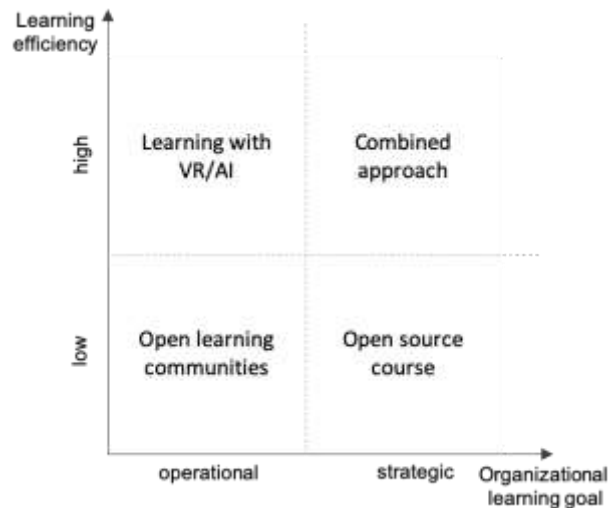 Learning
efficiency
high
Learning with
VR/AI
Combined
approach
low
Open learning
communities
Open source
course
operational
strategic
Organizational
learning goal